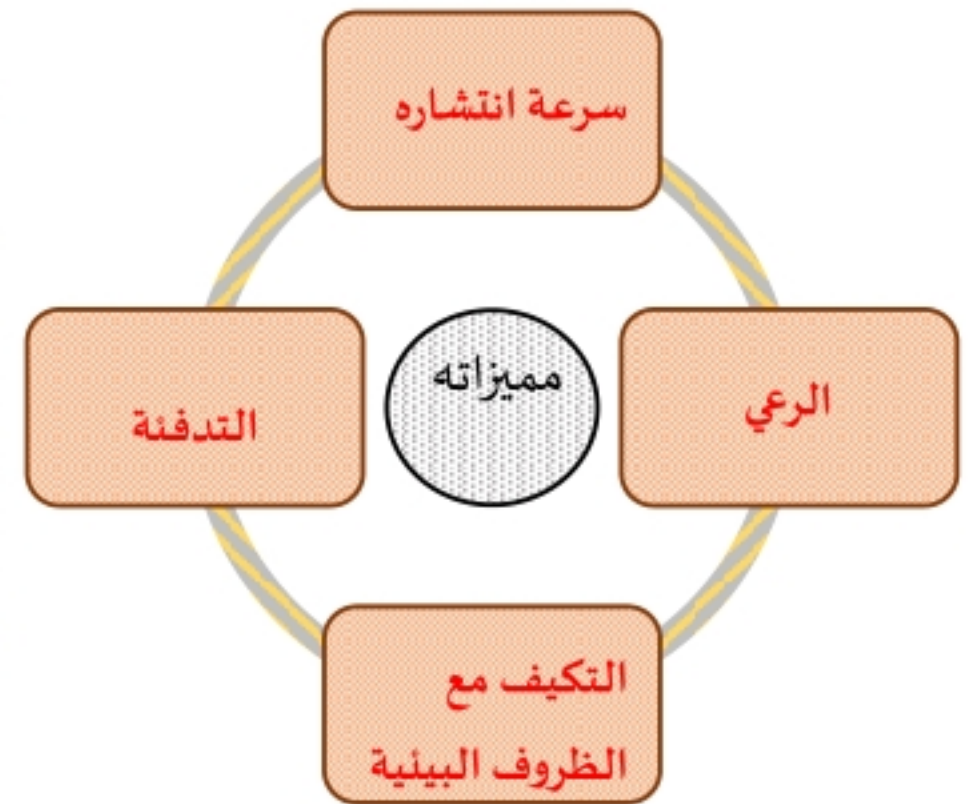 سرعة انتشاره
مميزاته
الرعي
التدفئة
التكيف مع
الظروف البيئية